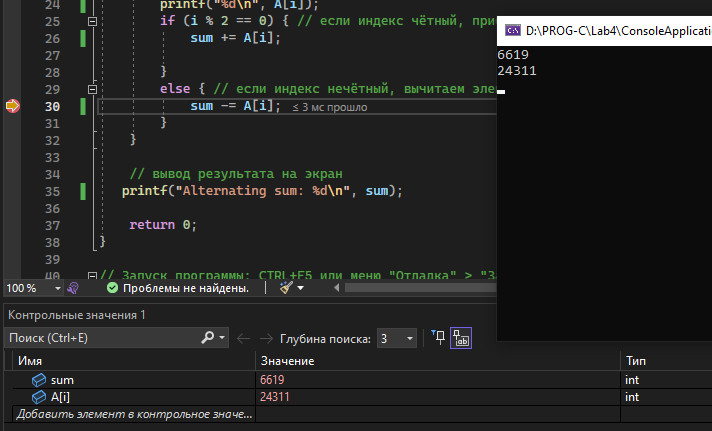 24 printf("%d\n", A[i]);
25 if (i % 2 == 0) { // если индекс чётный, при
26 sum += A[i];
27
28 }
29 else { // если индекс нечётный, вычитаем эле
30 sum -= A[i]; ≤ 3 мс прошло
31 }
32 }
33
34 // вывод результата на экран
35 printf("Alternating sum: %d\n", sum);
36
37 return 0;
38 }
39
40 // Запуск программы: CTRL+F5 или меню "Отладка" > "З
D:\PROG-C\Lab4\ConsoleApplicatio
6619
24311
100 % Проблемы не найдены.
Контрольные значения 1
Поиск (Ctrl+E) Глубина поиска: 3
Имя Значение Тип
sum 6619 int
A[i] 24311 int
Добавить элемент в контрольное значе...